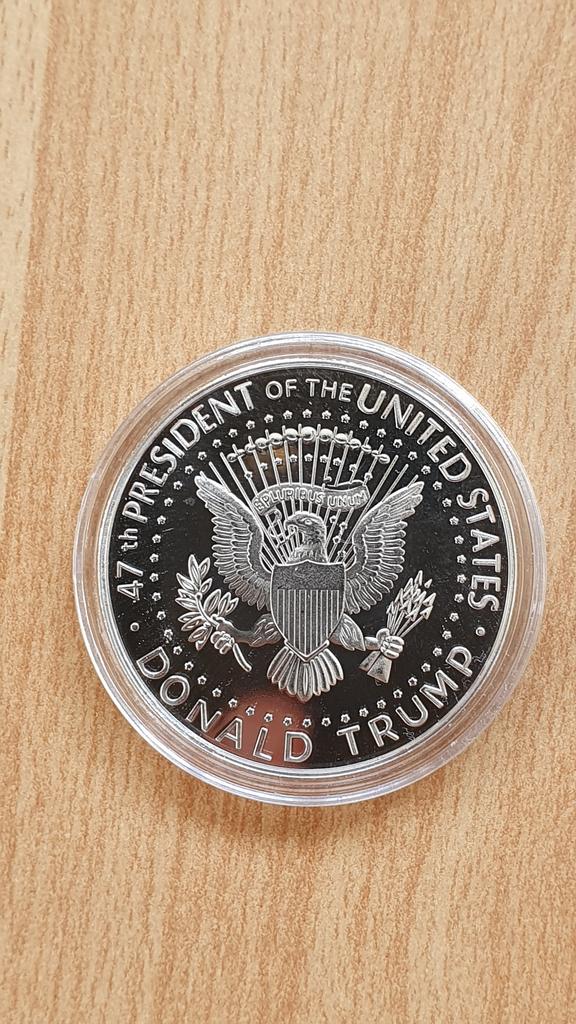 47th PRESIDENT OF THE UNITED STATES
E PLURIBUS UNUM
• DONALD TRUMP •